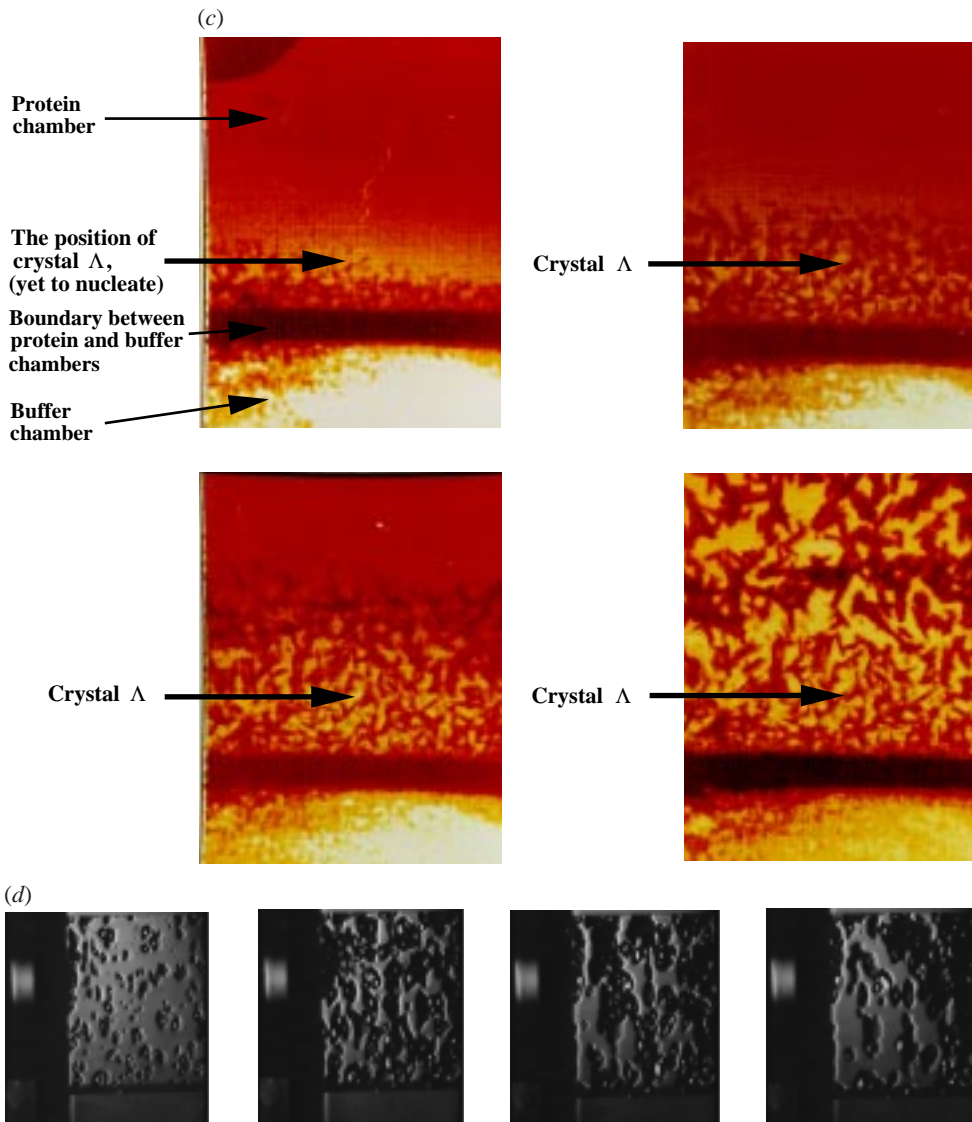 (c)
Protein
chamber
The position of
crystal Λ,
(yet to nucleate)
Boundary between
protein and buffer
chambers
Buffer
chamber
Crystal Λ
Crystal Λ
Crystal Λ
(d)